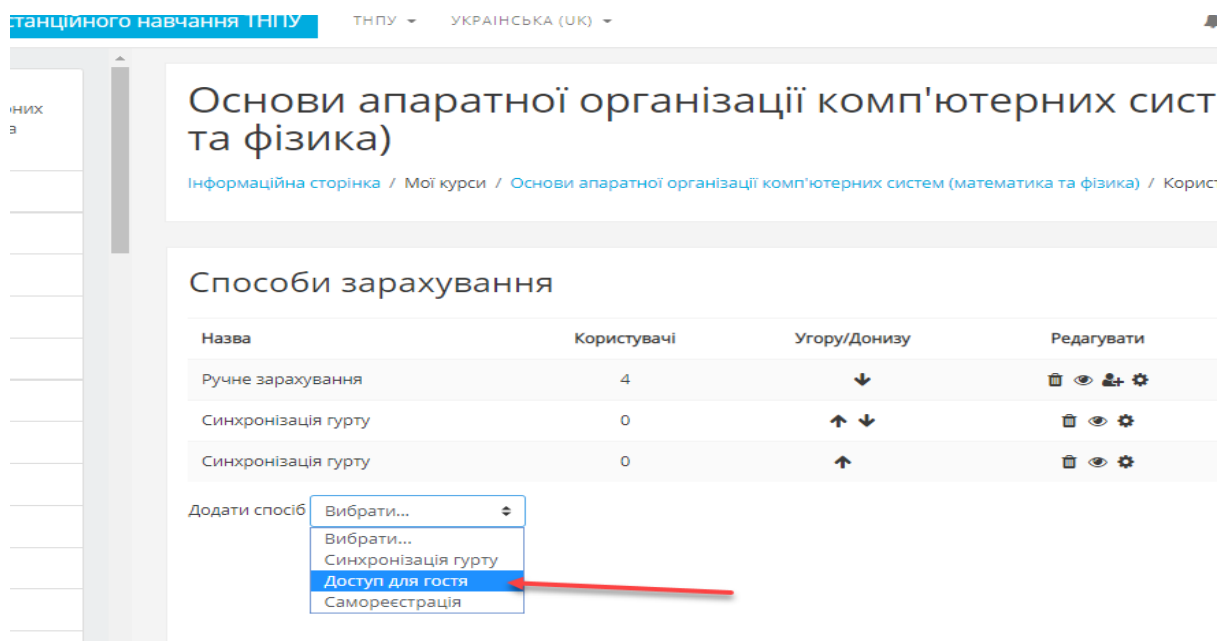 станційного навчання ТНПУ ТНПУ УКРАЇНСЬКА (UK)
Основи апаратної організації комп'ютерних сист
та фізика)
Інформаційна сторінка / Мої курси / Основи апаратної організації комп'ютерних систем (математика та фізика) / Корист
Способи зарахування
Назва Користувачі Угору/Донизу Редагувати
Ручне зарахування 4
Синхронізація гурту 0
Синхронізація гурту 0
Додати спосіб Вибрати...
Вибрати...
Синхронізація гурту
Доступ для гостя
Самореєстрація